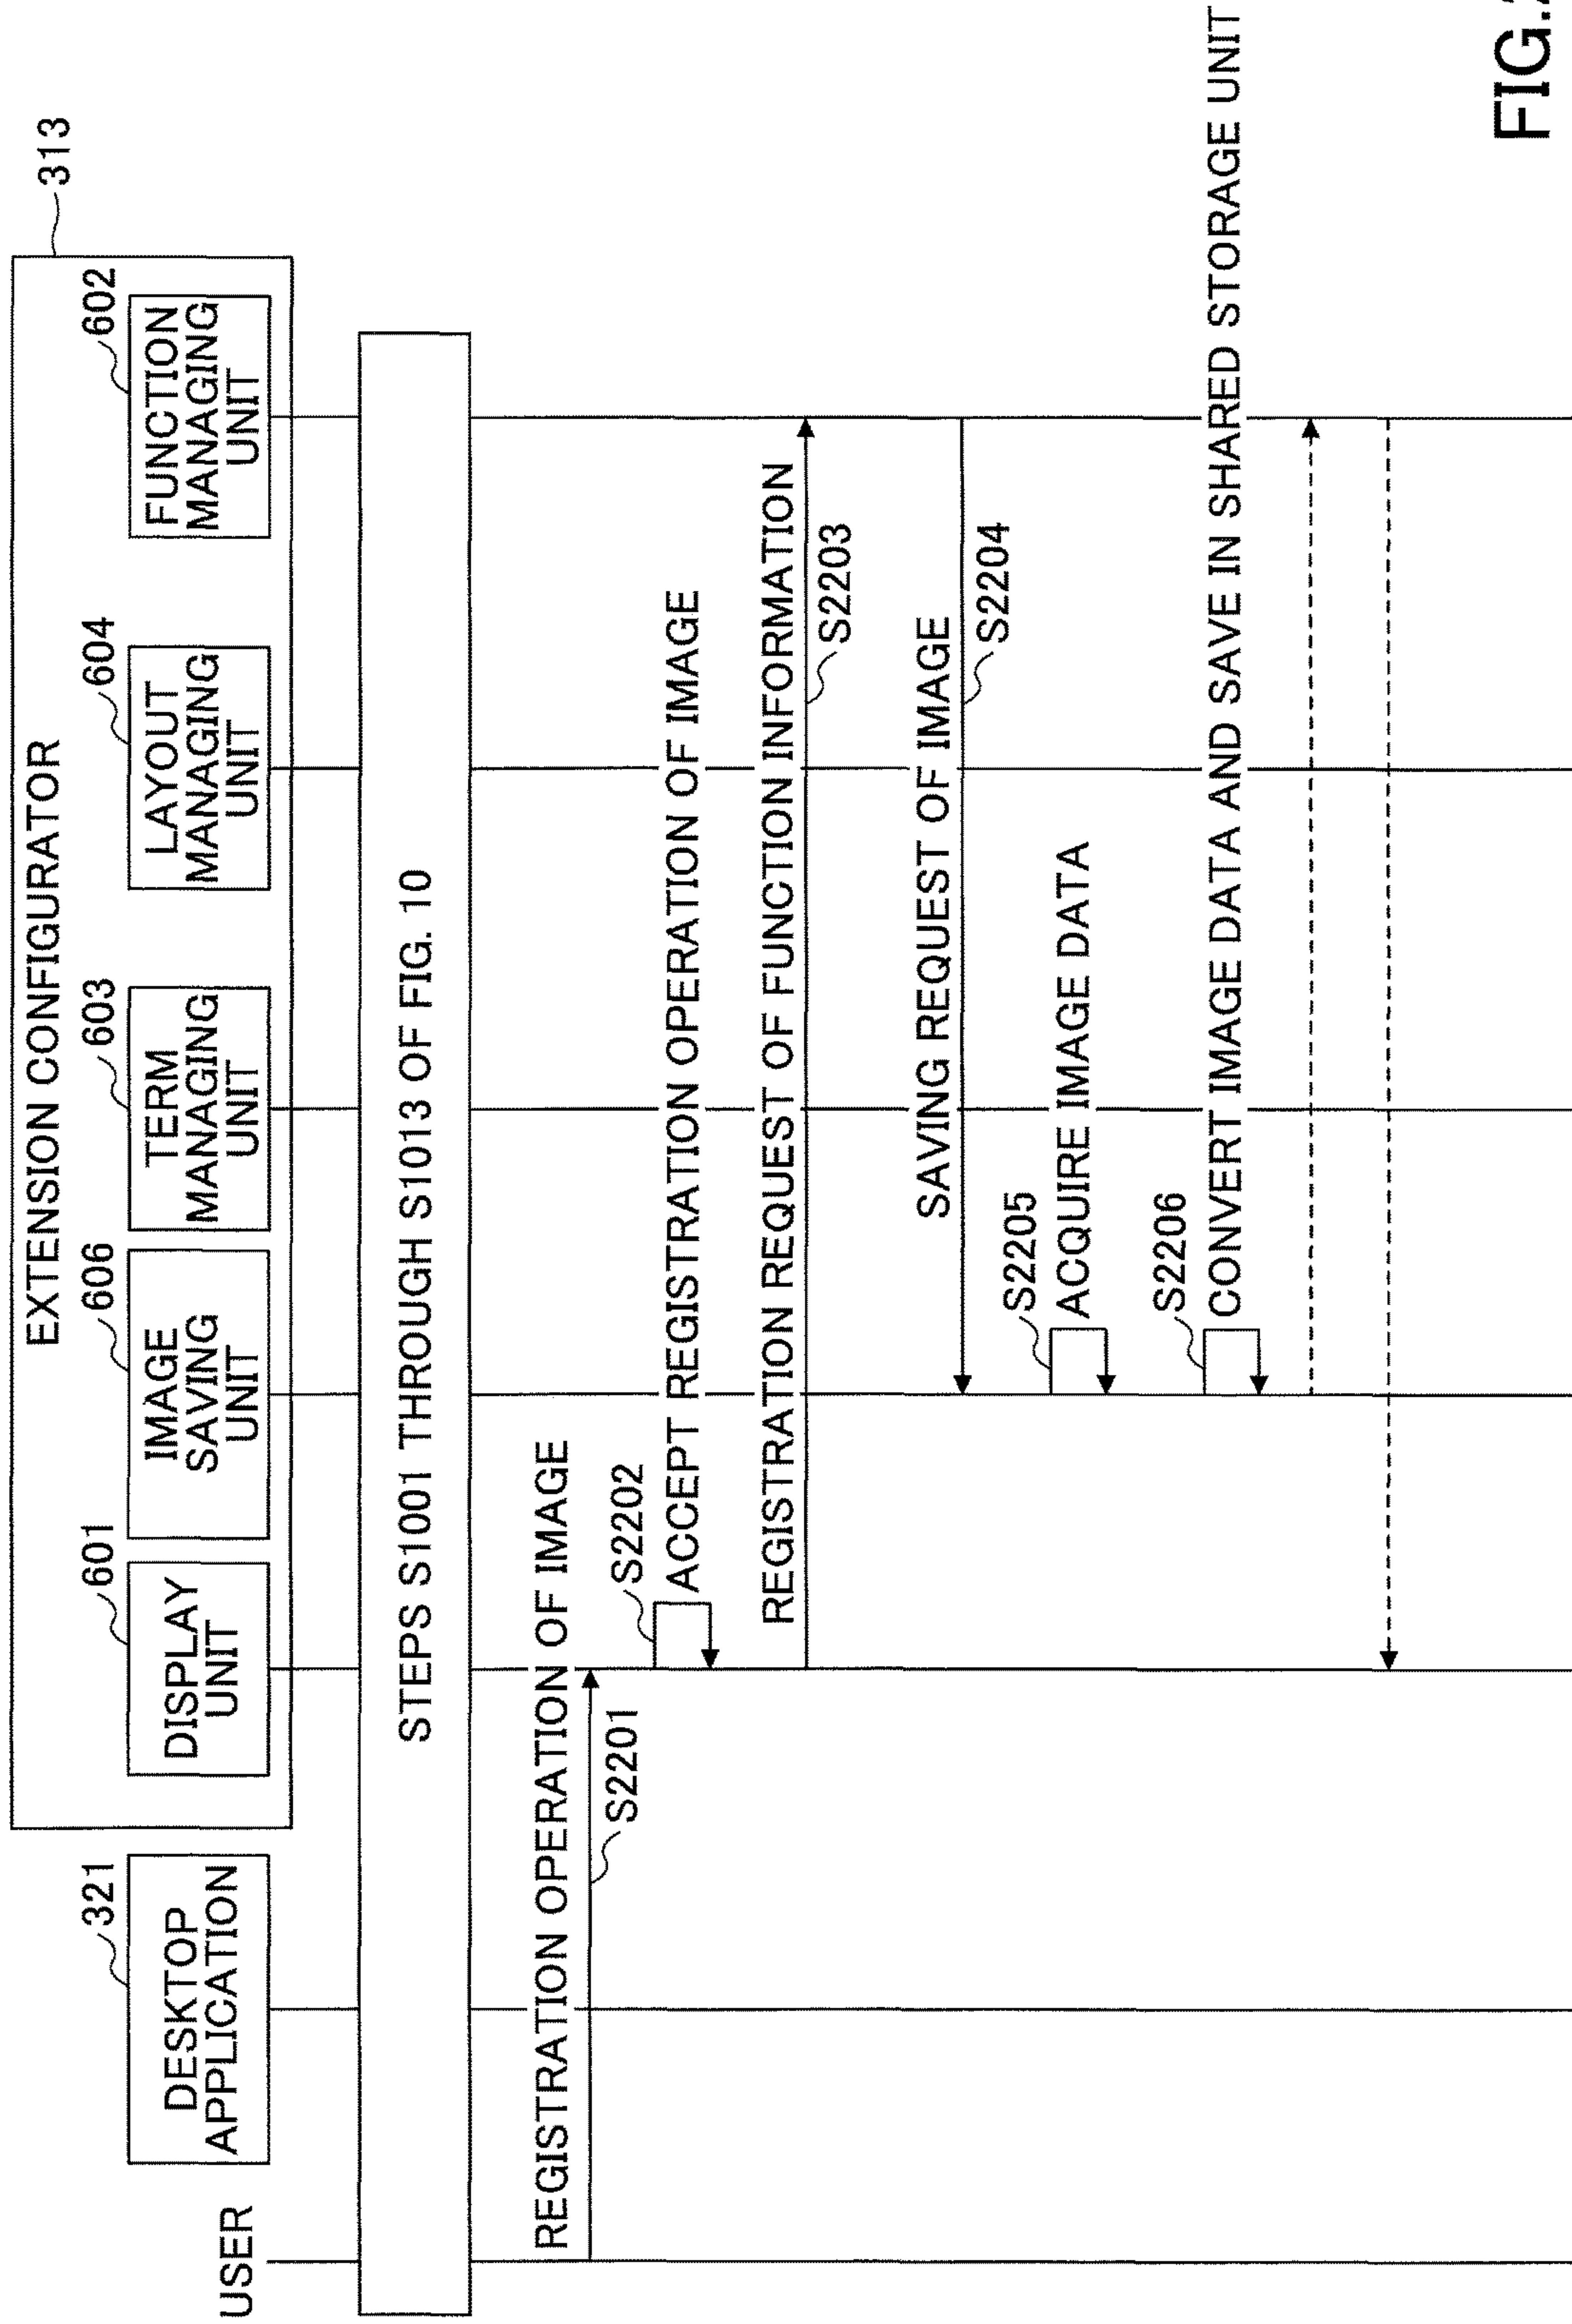 EXTENSION CONFIGURATOR
313
321
601
606
603
604
602
USER
DESKTOP
APPLICATION
DISPLAY
UNIT
IMAGE
SAVING
UNIT
TERM
MANAGING
UNIT
LAYOUT
MANAGING
UNIT
FUNCTION
MANAGING
UNIT
STEPS S1001 THROUGH S1013 OF FIG. 10
REGISTRATION OPERATION OF IMAGE
S2201
S2202
ACCEPT REGISTRATION OPERATION OF IMAGE
REGISTRATION REQUEST OF FUNCTION INFORMATION
S2203
SAVING REQUEST OF IMAGE
S2204
S2205
ACQUIRE IMAGE DATA
S2206
CONVERT IMAGE DATA AND SAVE IN SHARED STORAGE UNIT
FIG.